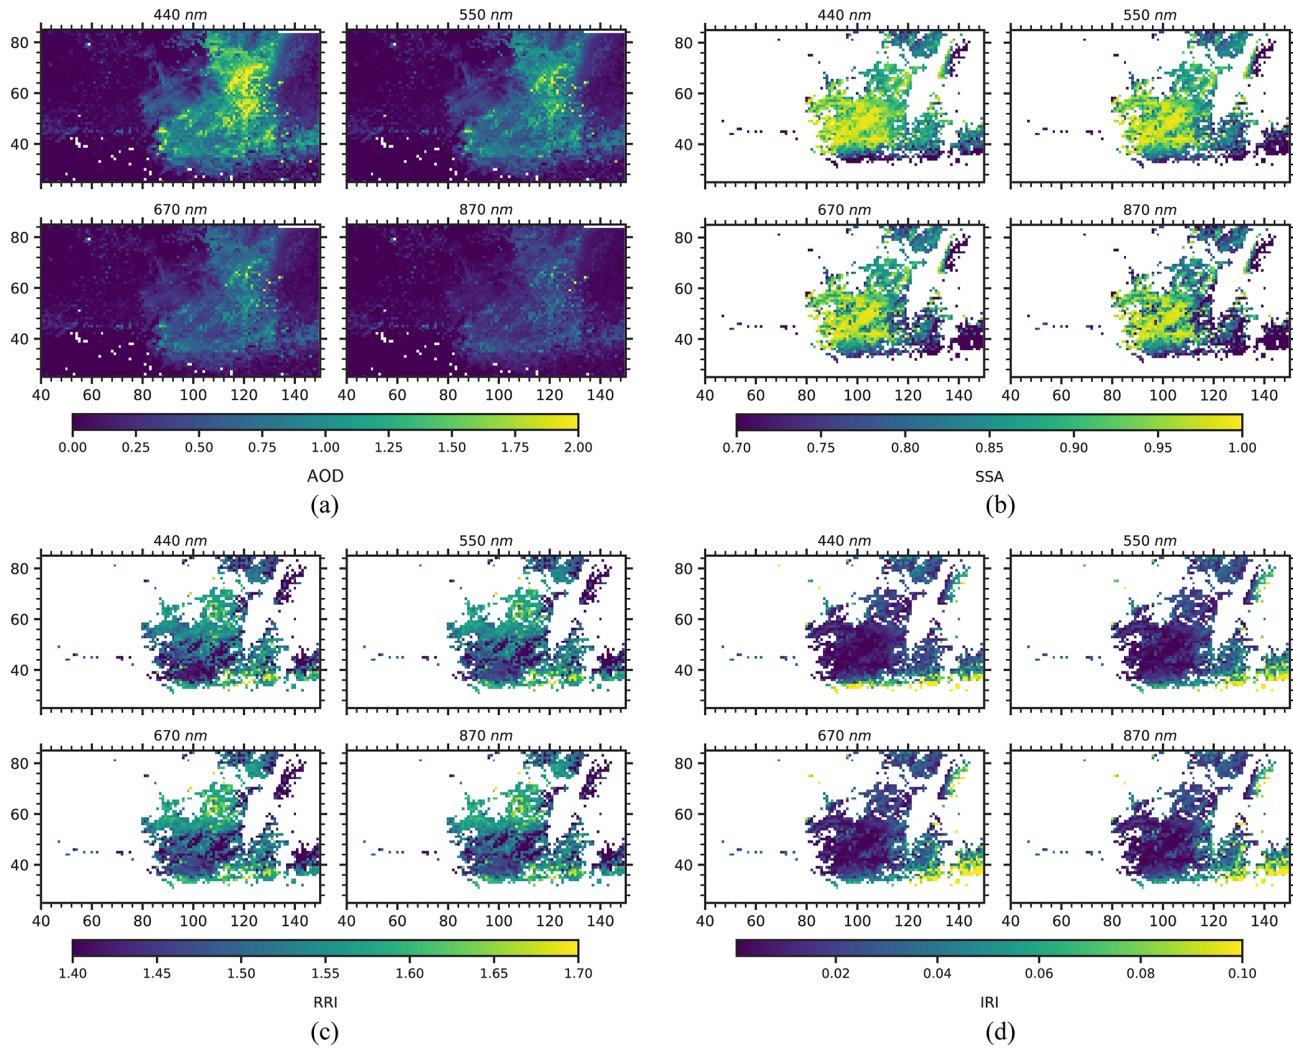 440 nm 550 nm 440 nm 550 nm
80 80
60 60
40 40
670 nm 870 nm 670 nm 870 nm
80 80
60 60
40 40
40 60 80 100 120 140 40 60 80 100 120 140 40 60 80 100 120 140 40 60 80 100 120 140
0.00 0.25 0.50 0.75 1.00 1.25 1.50 1.75 2.00 0.70 0.75 0.80 0.85 0.90 0.95 1.00
AOD SSA
(a) (b)
440 nm 550 nm 440 nm 550 nm
80 80
60 60
40 40
670 nm 870 nm 670 nm 870 nm
80 80
60 60
40 40
40 60 80 100 120 140 40 60 80 100 120 140 40 60 80 100 120 140 40 60 80 100 120 140
1.40 1.45 1.50 1.55 1.60 1.65 1.70 0.02 0.04 0.06 0.08 0.10
RRI IRI
(c) (d)